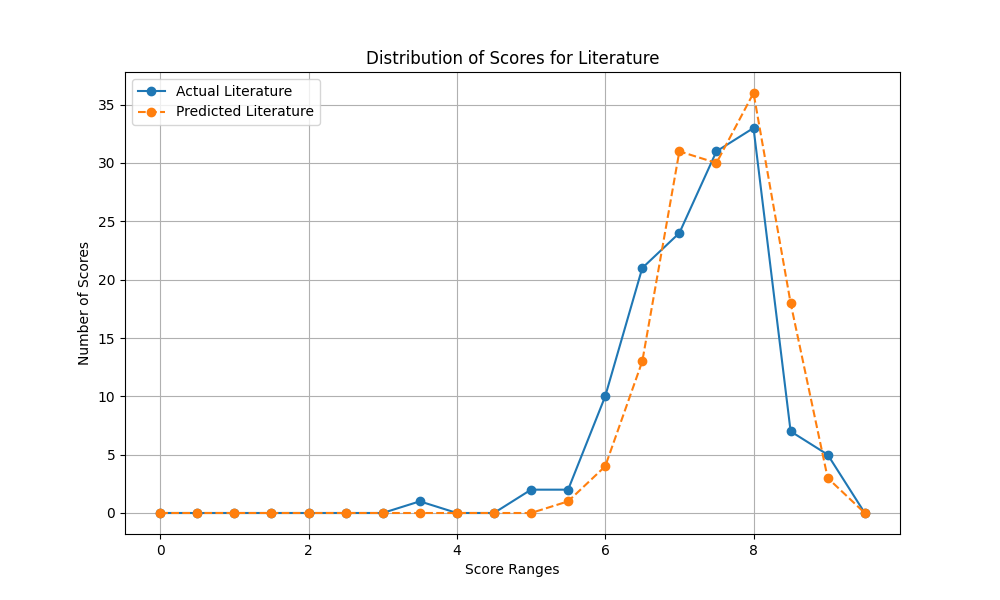 Distribution of Scores for Literature
Actual Literature
Predicted Literature
Number of Scores
35
30
25
20
15
10
5
0
0 2 4 6 8
Score Ranges